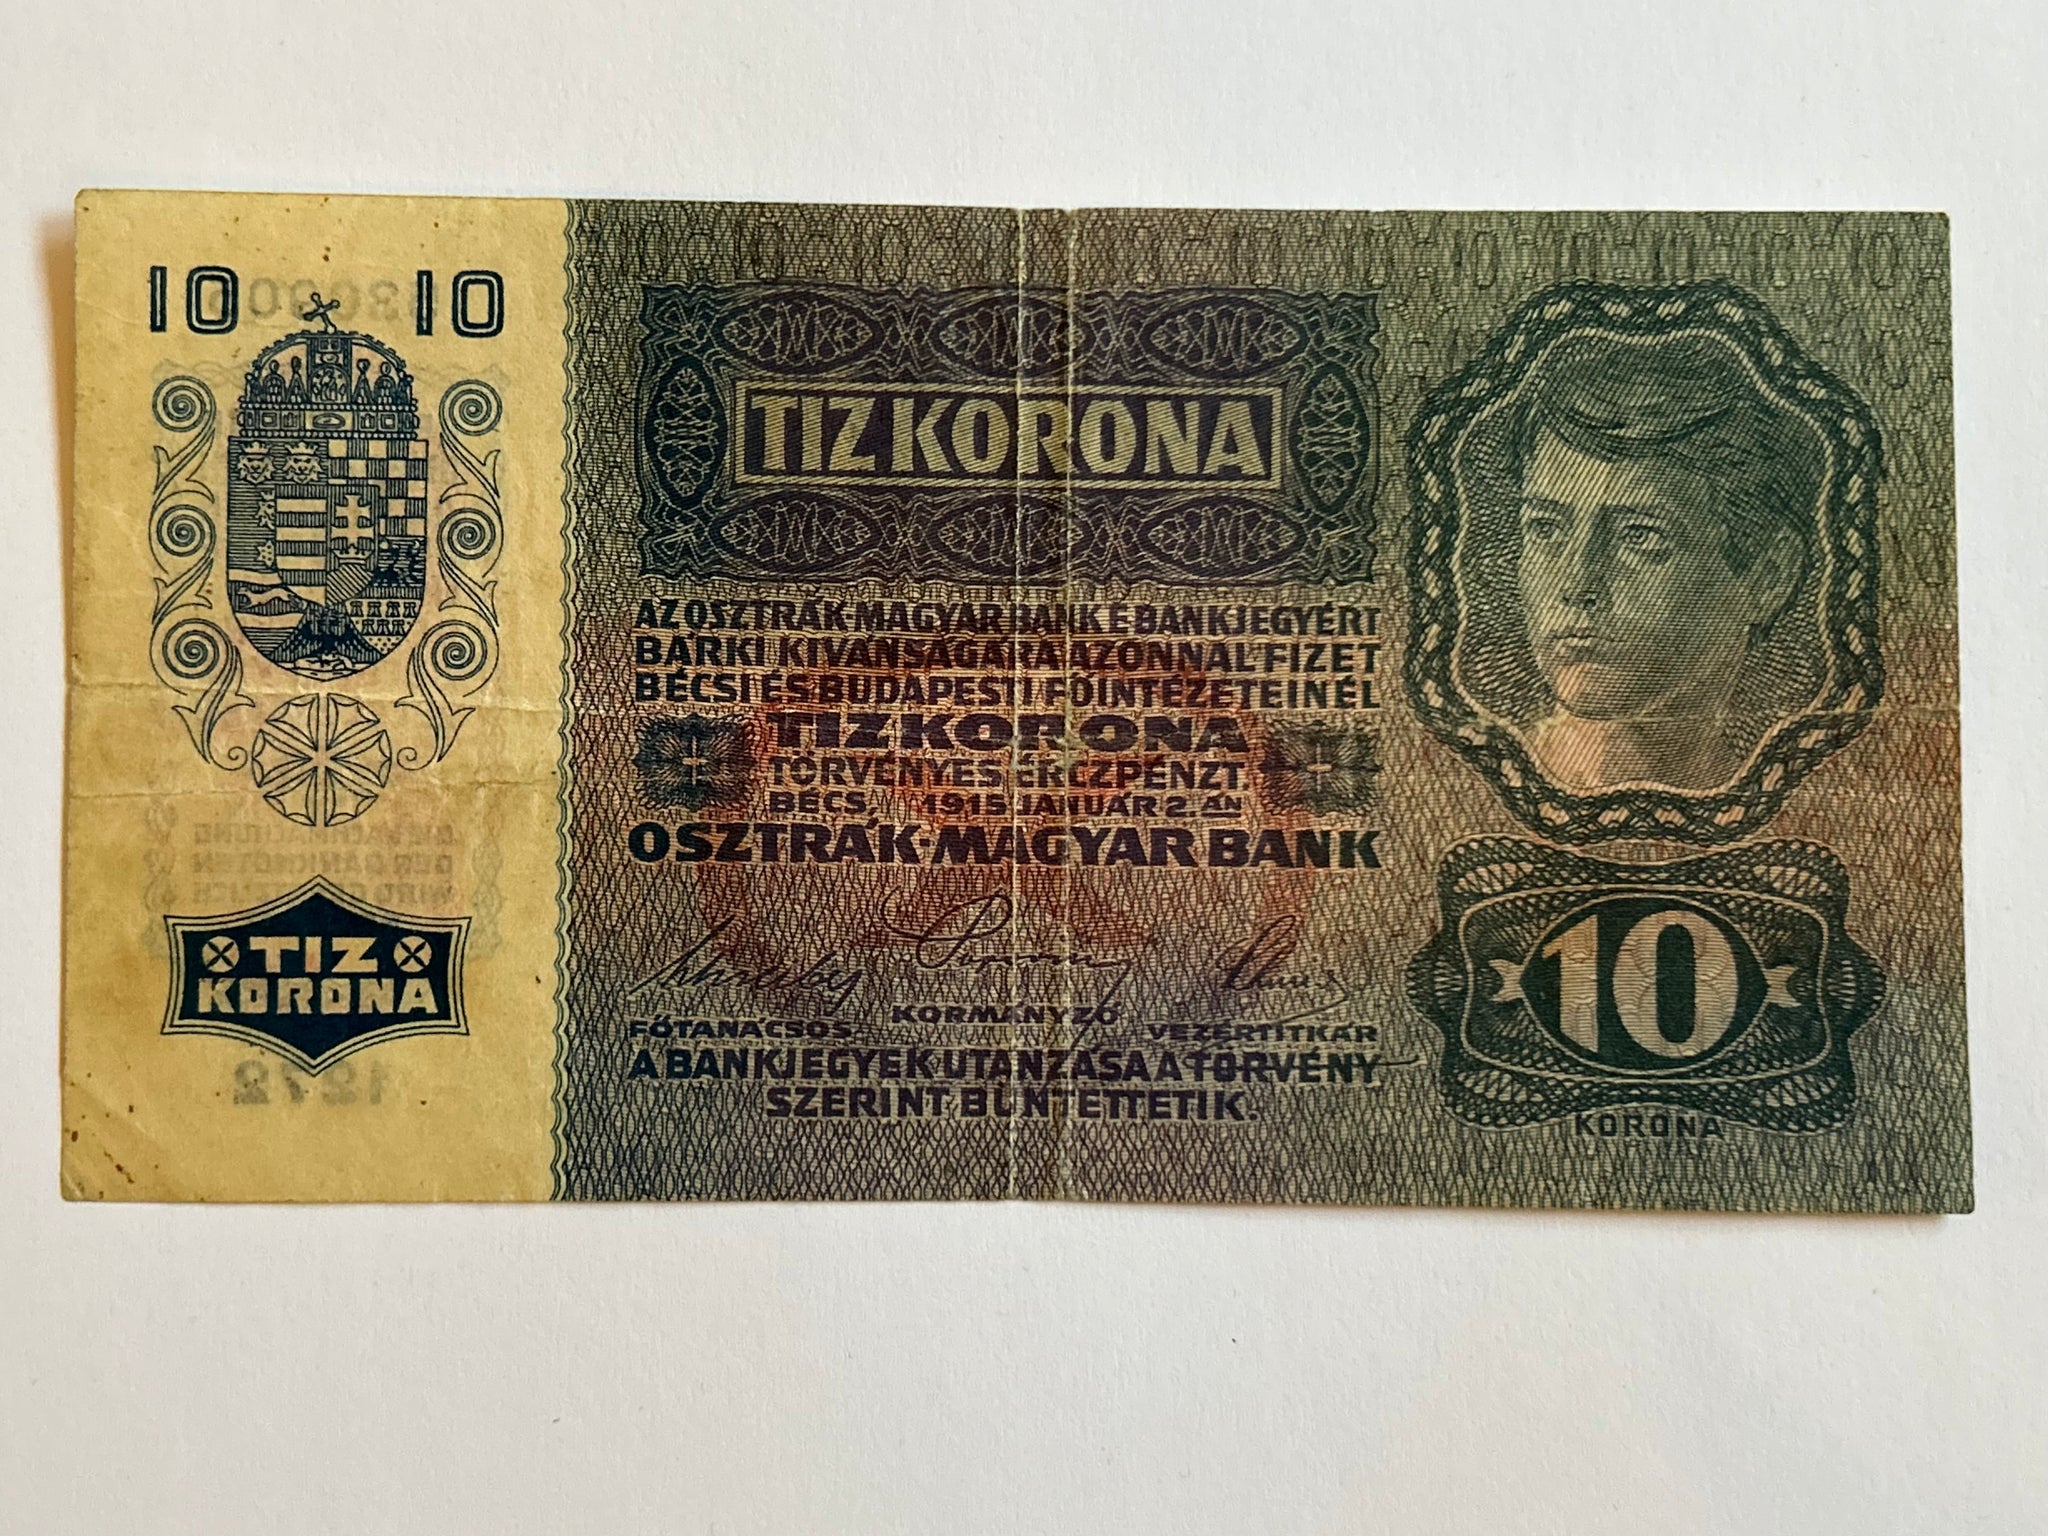 10 10
TIZ
KORONA
TIZ KORONA
AZ OSZTRÁK-MAGYAR BANK E BANKJEGYÉRT
BÁRKI KIVÁNSÁGÁRA AZONNAL FIZET
BÉCSI ÉS BUDAPESTI FŐINTÉZETEINÉL
TIZ KORONA
TÖRVÉNYES ÉRCZPÉNZT.
BÉCS, 1915 JANUÁR 2.ÁN
OSZTRÁK-MAGYAR BANK
KORMÁNYZÓ
FŐTANÁCSOS VEZÉRTITKÁR
A BANKJEGYEK UTÁNZÁSA A TÖRVÉNY
SZERINT BÜNTETTETIK.
10
KORONA
1272